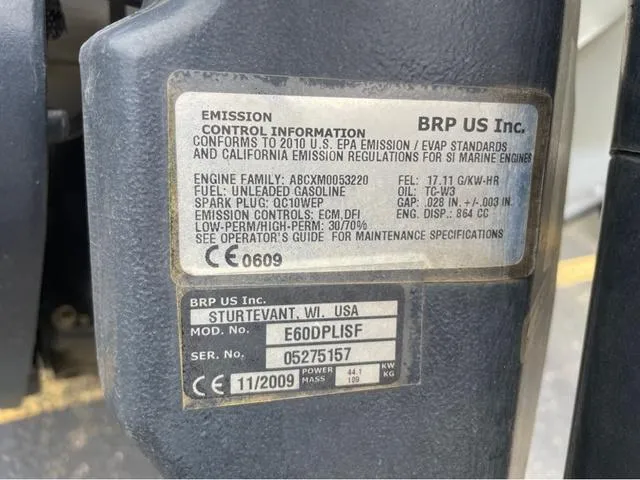 EMISSION
CONTROL INFORMATION BRP US Inc.
CONFORMS TO 2010 U.S. EPA EMISSION / EVAP STANDARDS
AND CALIFORNIA EMISSION REGULATIONS FOR SI MARINE ENGINES
ENGINE FAMILY: ABCXM0053220 FEL: 17.11 G/KW-HR
FUEL: UNLEADED GASOLINE OIL: TC-W3
SPARK PLUG: QC10WEP GAP: .028 IN. +/-.003 IN.
EMISSION CONTROLS: ECM,DFI ENG. DISP.: 864 CC
LOW-PERM/HIGH-PERM: 30/70%
SEE OPERATOR'S GUIDE FOR MAINTENANCE SPECIFICATIONS
CE 0609
BRP US Inc.
STURTEVANT, WI. USA
MOD. No. E60DPLISF
SER. No. 05275157
CE 11/2009 POWER 44.1 KW
MASS 109 KG